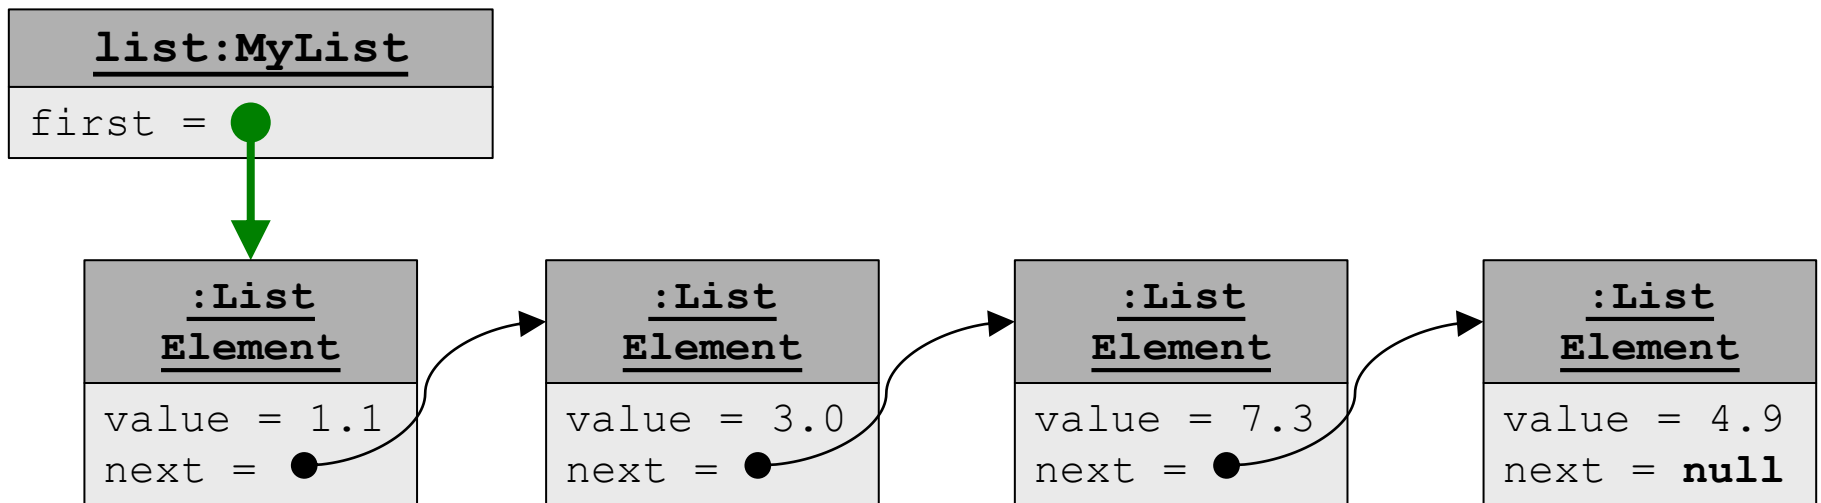 list:MyList
first =
:List
Element
value = 1.1
next =
:List
Element
value = 3.0
next =
:List
Element
value = 7.3
next =
:List
Element
value = 4.9
next = null